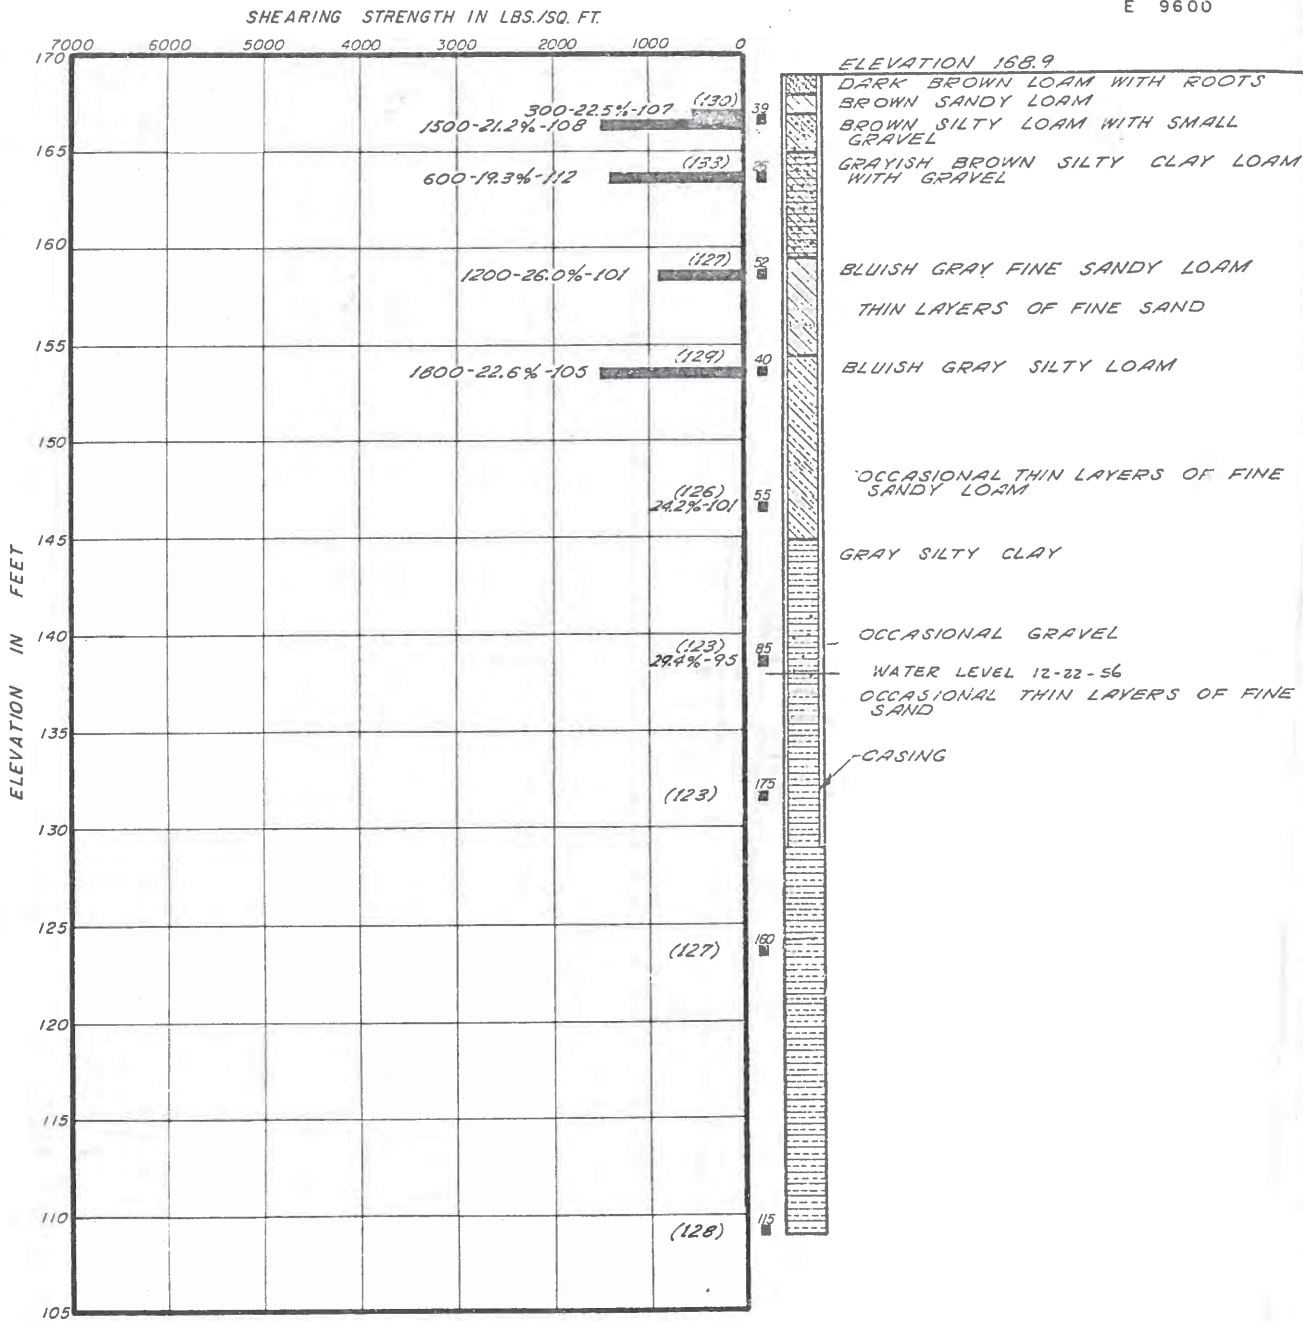 E 9600
SHEARING STRENGTH IN LBS./SQ. FT.
7000 6000 5000 4000 3000 2000 1000 0
170
ELEVATION 168.9
DARK BROWN LOAM WITH ROOTS
(130)
300-22.5%-107
39
BROWN SANDY LOAM
1500-21.2%-108
BROWN SILTY LOAM WITH SMALL
GRAVEL
165
(133)
GRAYISH BROWN SILTY CLAY LOAM
600-19.3%-112
WITH GRAVEL
160
(127)
52
1200-26.0%-101
BLUISH GRAY FINE SANDY LOAM
THIN LAYERS OF FINE SAND
155
(129)
40
1800-22.6%-105
BLUISH GRAY SILTY LOAM
150
OCCASIONAL THIN LAYERS OF FINE
SANDY LOAM
(126)
55
24.2%-101
145
GRAY SILTY CLAY
140
OCCASIONAL GRAVEL
(123)
85
29.4%-95
WATER LEVEL 12-22-56
OCCASIONAL THIN LAYERS OF FINE
SAND
135
CASING
175
(123)
130
125
160
(127)
120
115
110
115
(128)
105
ELEVATION IN FEET